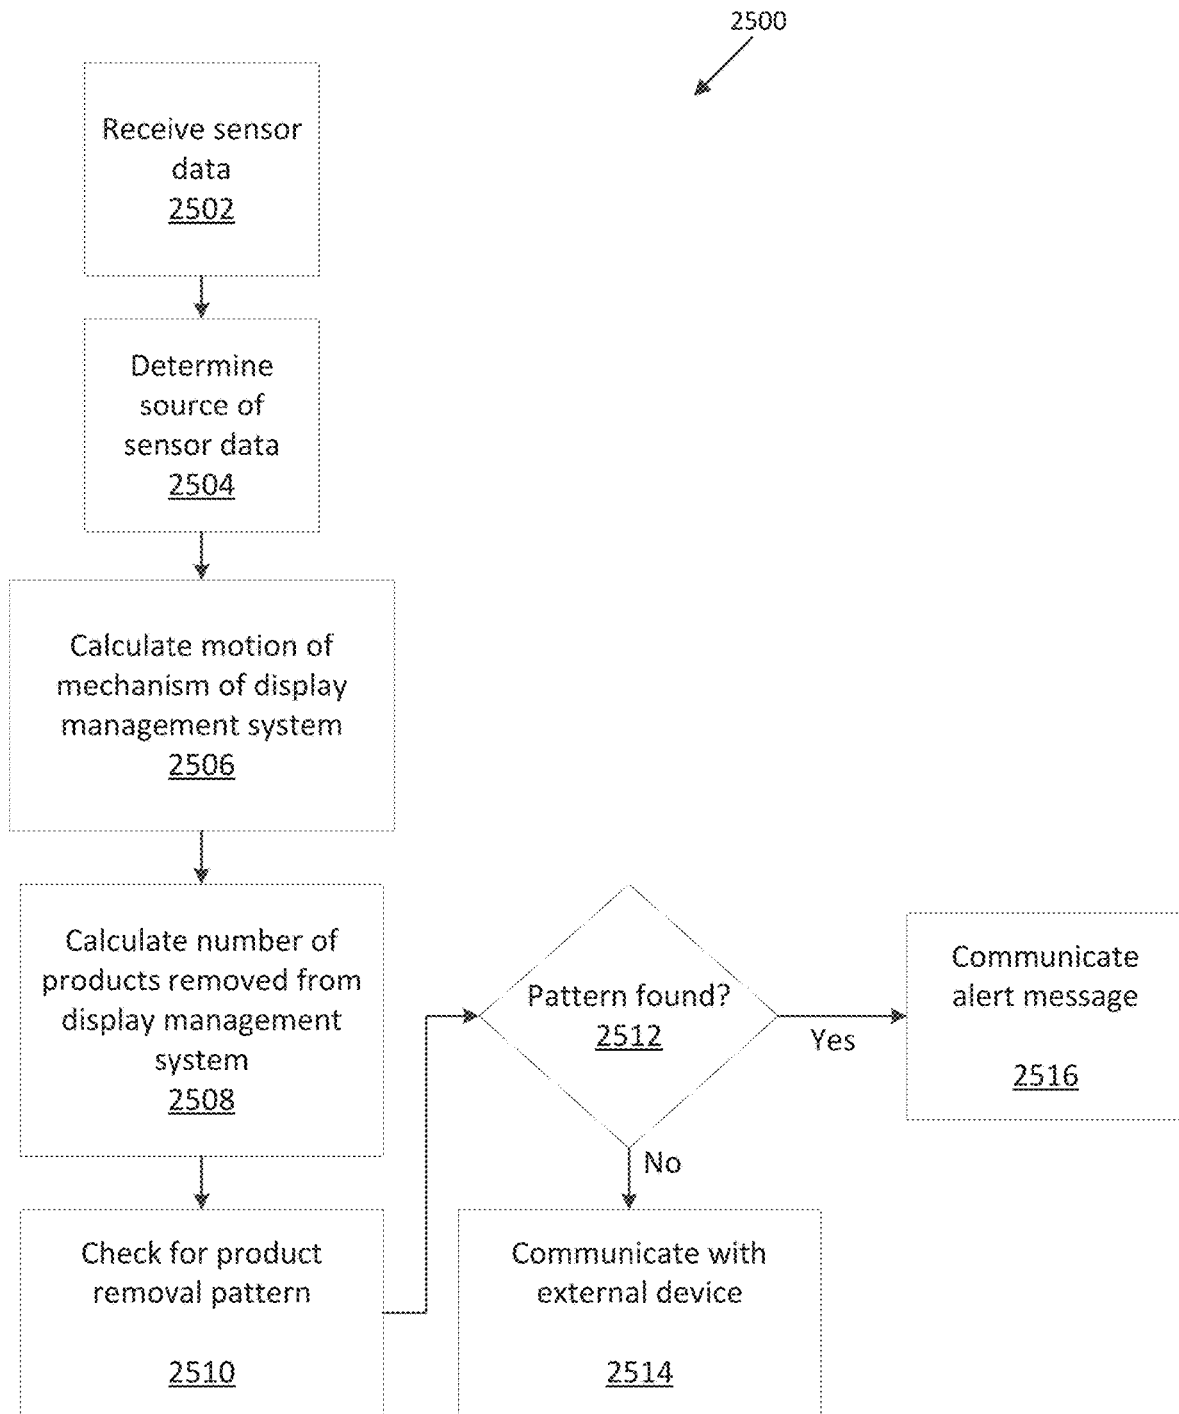 2500
Receive sensor
data
2502
Determine
source of
sensor data
2504
Calculate motion of
mechanism of display
management system
2506
Calculate number of
products removed from
display management
system
2508
Check for product
removal pattern
2510
Pattern found?
2512
Yes
No
Communicate with
external device
2514
Communicate
alert message
2516